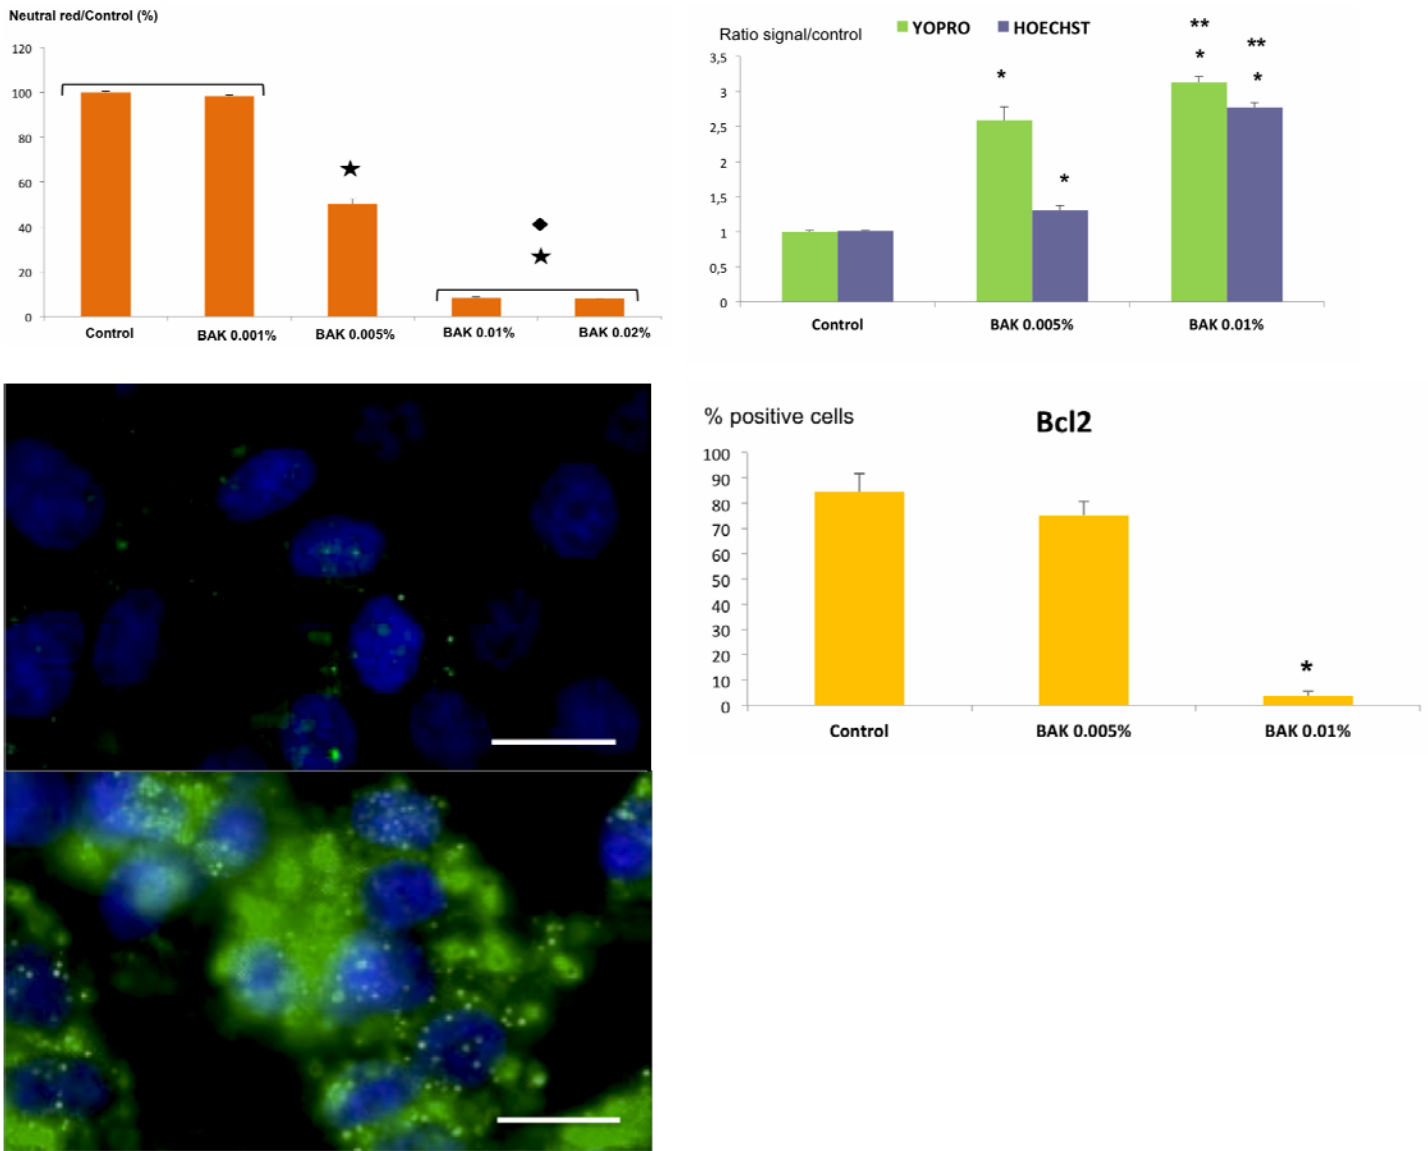 Neutral red/Control (%)
120
100
80
60
40
20
0
Control
BAK 0.001%
BAK 0.005%
BAK 0.01%
BAK 0.02%
Ratio signal/control
YOPRO
HOECHST
3,5
3
2,5
2
1,5
1
0,5
0
*
*
**
*
**
*
Control
BAK 0.005%
BAK 0.01%
% positive cells
Bcl2
100
90
80
70
60
50
40
30
20
10
0
*
Control
BAK 0.005%
BAK 0.01%